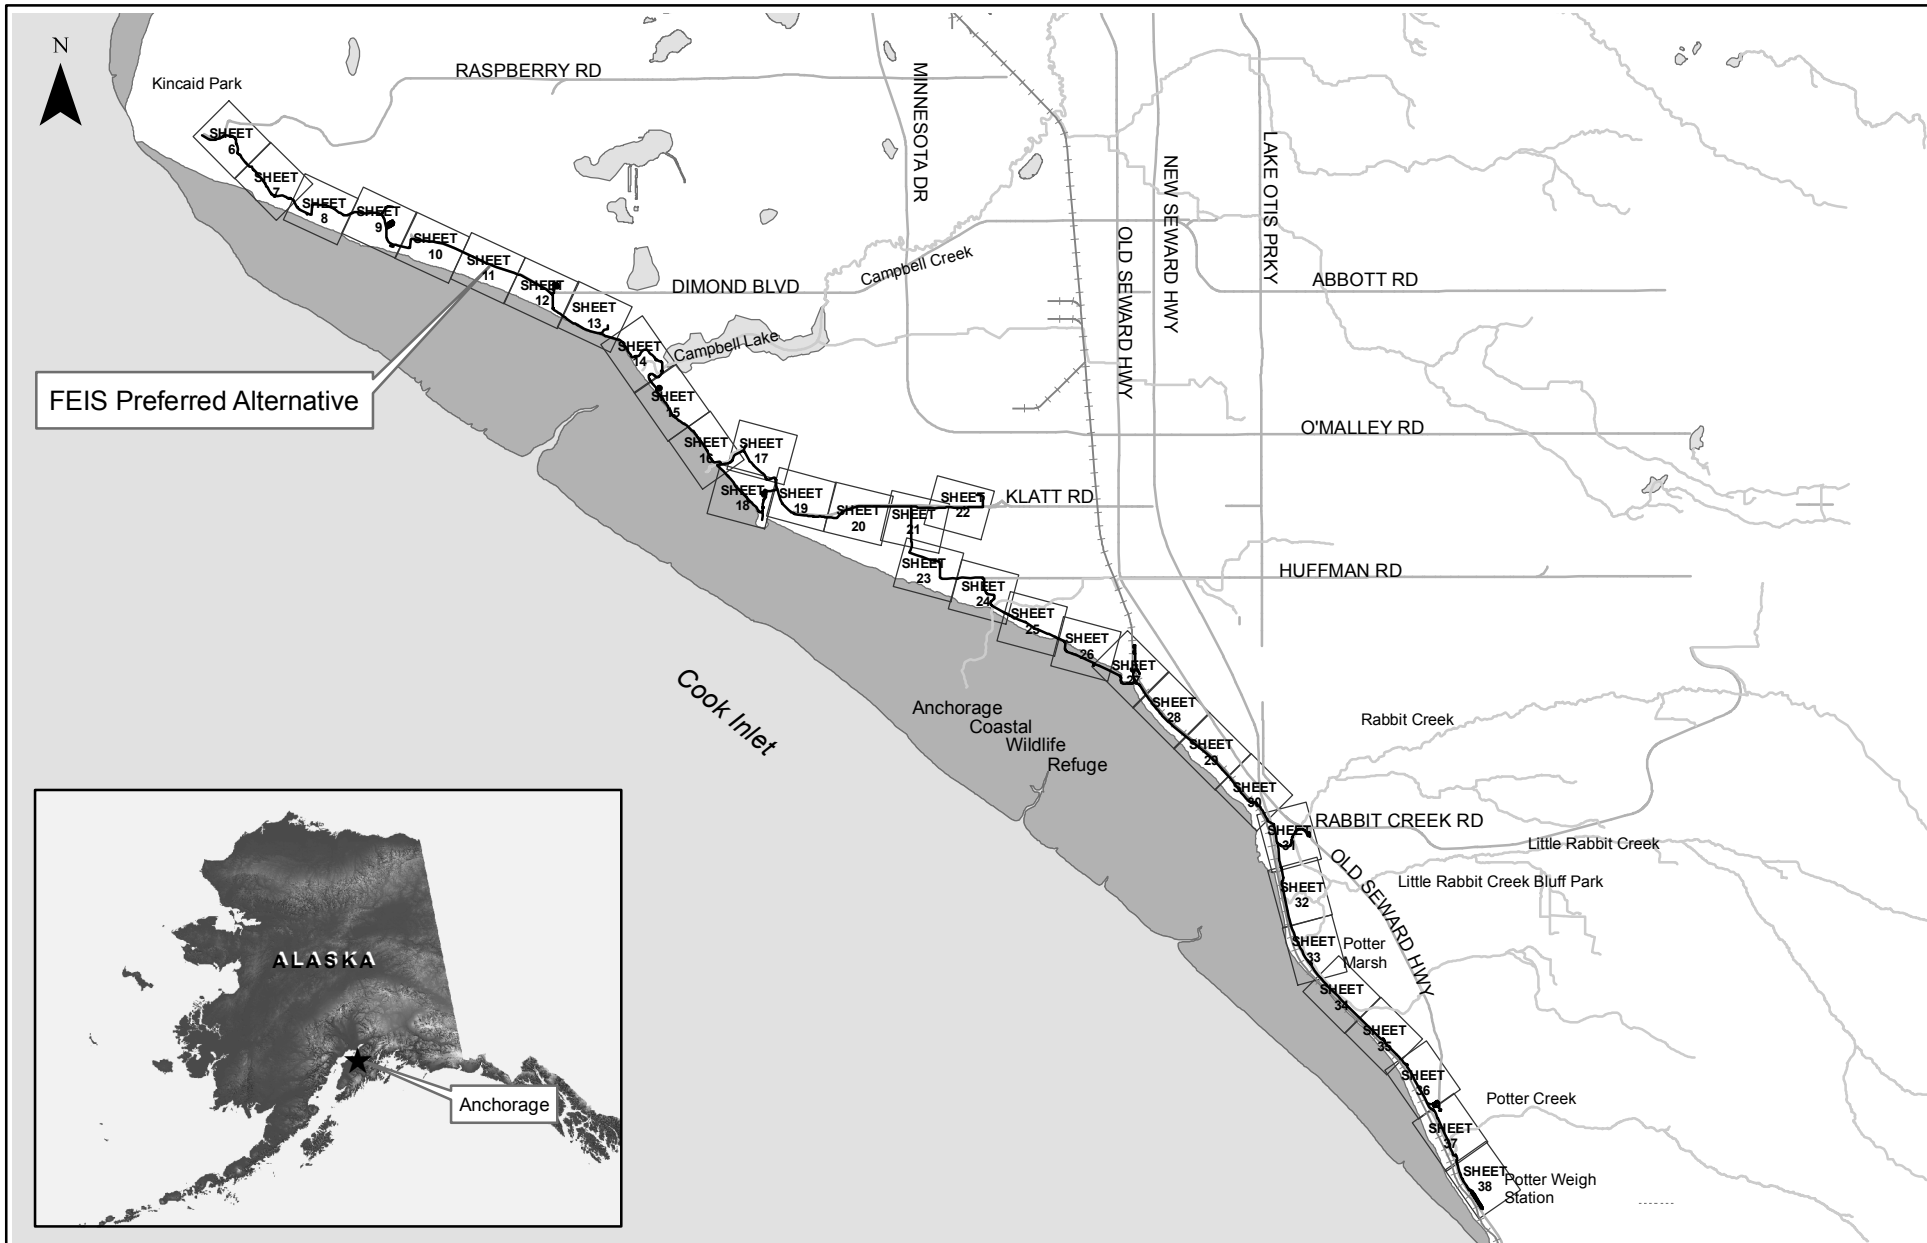 N
Kincaid Park
RASPBERRY RD
MINNESOTA DR
OLD SEWARD HWY
NEW SEWARD HWY
LAKE OTIS PRKY
SHEET
6
SHEET
7
SHEET
8
SHEET
9
SHEET
10
SHEET
11
SHEET
12
SHEET
13
SHEET
14
SHEET
15
SHEET
16
SHEET
17
SHEET
18
SHEET
19
SHEET
20
SHEET
21
SHEET
22
SHEET
23
SHEET
24
SHEET
25
SHEET
26
SHEET
27
SHEET
28
SHEET
29
SHEET
30
SHEET
31
SHEET
32
SHEET
33
SHEET
34
SHEET
35
SHEET
36
SHEET
37
SHEET
38
DIMOND BLVD
Campbell Creek
ABBOTT RD
Campbell Lake
FEIS Preferred Alternative
O'MALLEY RD
KLATT RD
HUFFMAN RD
Cook Inlet
Anchorage
Coastal
Wildlife
Refuge
Rabbit Creek
RABBIT CREEK RD
Little Rabbit Creek
Little Rabbit Creek Bluff Park
OLD SEWARD HWY
Potter
Marsh
Potter Creek
Potter Weigh
Station
ALASKA
Anchorage